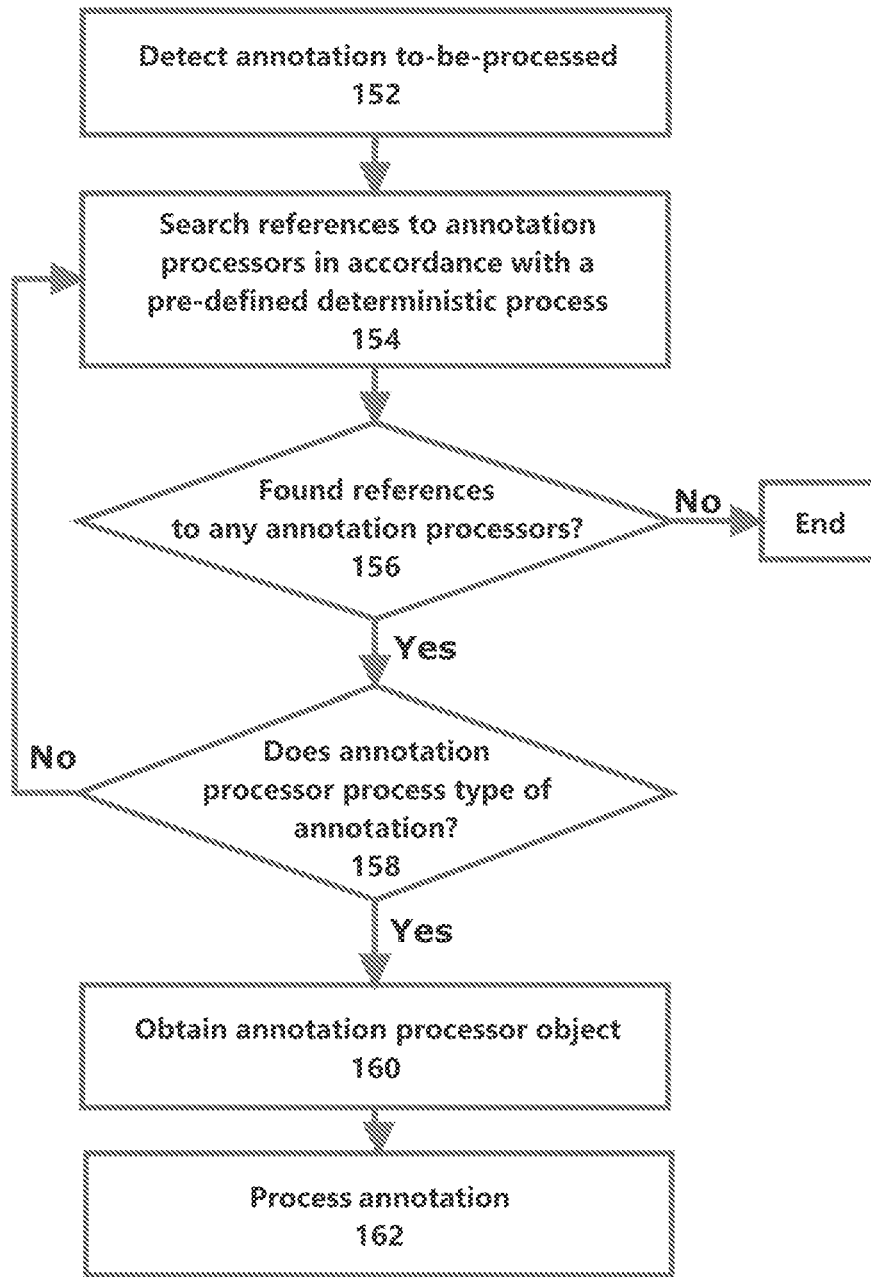 Detect annotation to-be-processed
152
Search references to annotation
processors in accordance with a
pre-defined deterministic process
154
Found references
to any annotation processors?
156
No
End
Yes
Does annotation
processor process type of
annotation?
158
No
Yes
Obtain annotation processor object
160
Process annotation
162